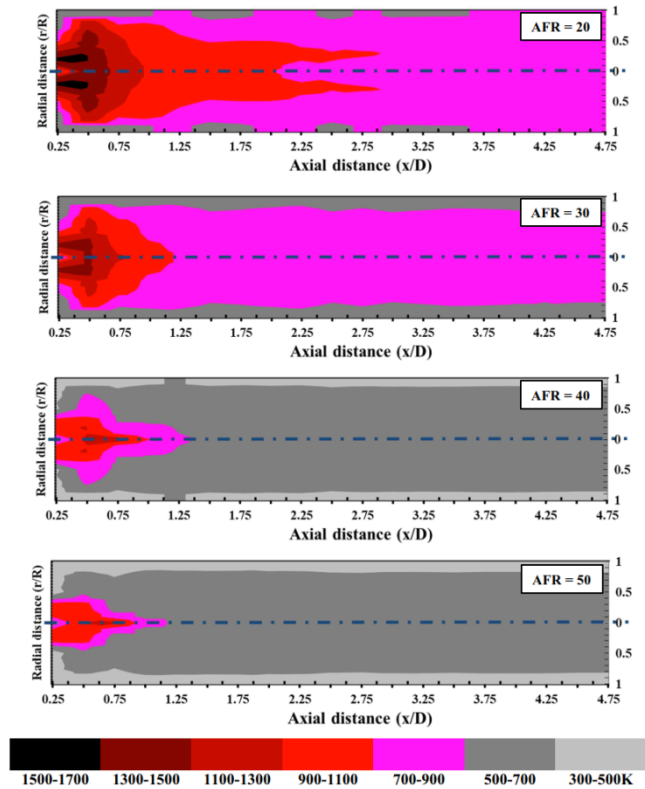 Radial distance (r/R)
1
0.5
0
0.5
1
AFR = 20
0.25 0.75 1.25 1.75 2.25 2.75 3.25 3.75 4.25 4.75
Axial distance (x/D)
Radial distance (r/R)
1
0.5
0
0.5
1
AFR = 30
0.25 0.75 1.25 1.75 2.25 2.75 3.25 3.75 4.25 4.75
Axial distance (x/D)
Radial distance (r/R)
1
0.5
0
0.5
1
AFR = 40
0.25 0.75 1.25 1.75 2.25 2.75 3.25 3.75 4.25 4.75
Axial distance (x/D)
Radial distance (r/R)
1
0.5
0
0.5
1
AFR = 50
0.25 0.75 1.25 1.75 2.25 2.75 3.25 3.75 4.25 4.75
Axial distance (x/D)
1500-1700 1300-1500 1100-1300 900-1100 700-900 500-700 300-500K